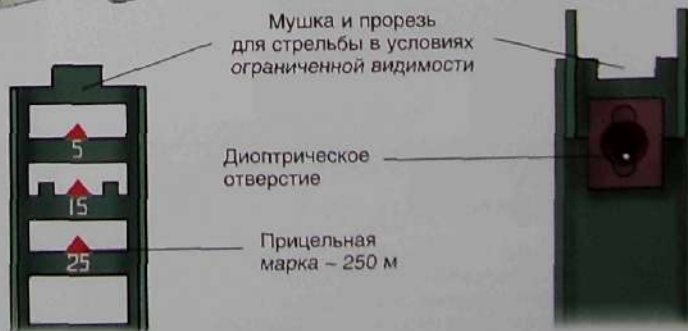 Мушка и прорезь
для стрельбы в условиях
ограниченной видимости
5
Диоптрическое
отверстие
15
Прицельная
марка – 250 м
25